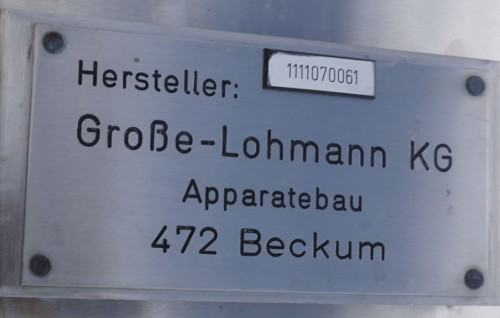 Hersteller: 1111070061
Große-Lohmann KG
Apparatebau
472 Beckum